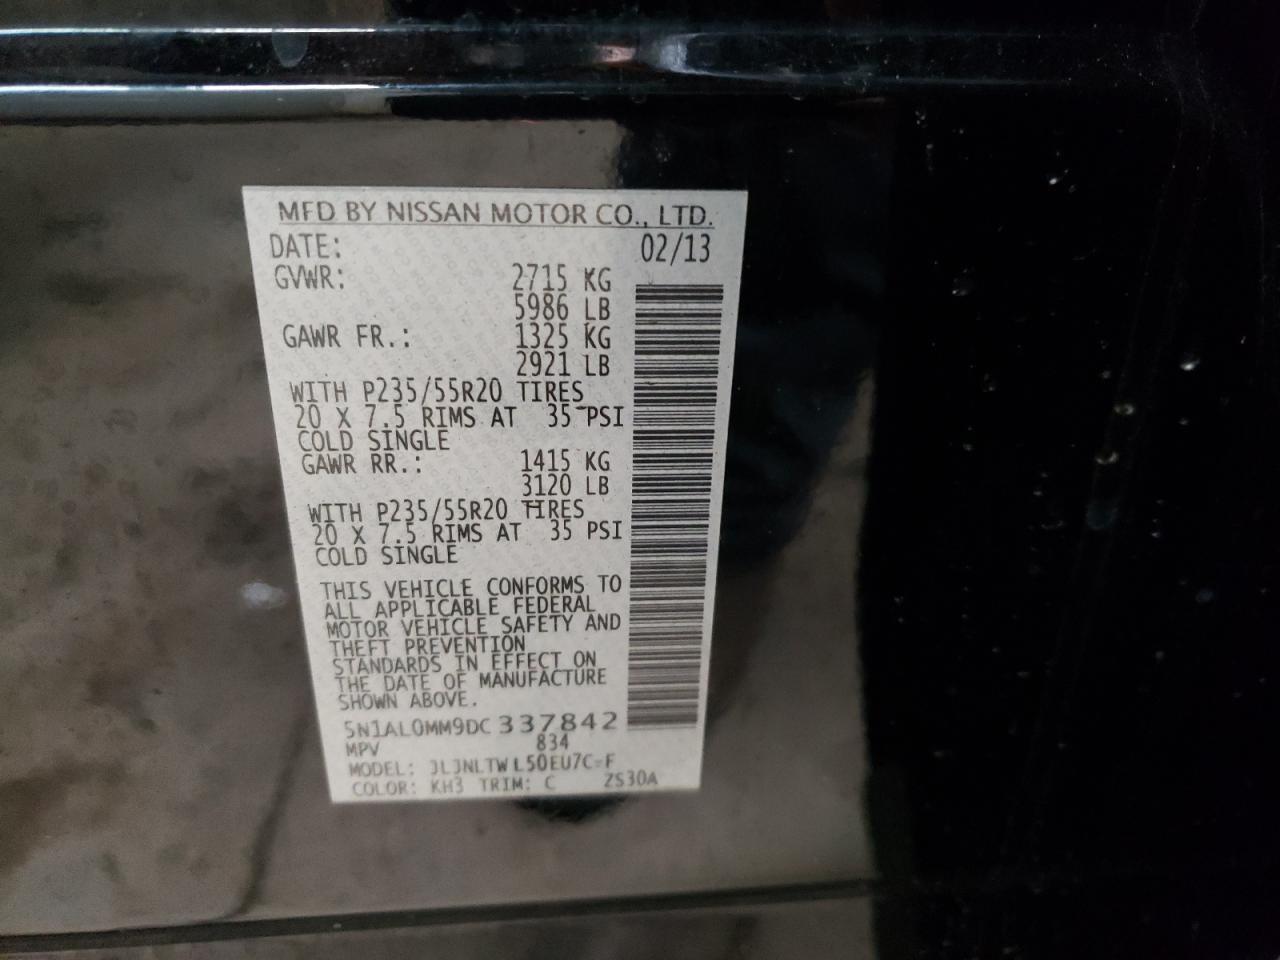 MFD BY NISSAN MOTOR CO., LTD.
DATE: 02/13
GVWR: 2715 KG
5986 LB
GAWR FR.: 1325 KG
2921 LB
WITH P235/55R20 TIRES
20 X 7.5 RIMS AT 35 PSI
COLD SINGLE
GAWR RR.: 1415 KG
3120 LB
WITH P235/55R20 TIRES
20 X 7.5 RIMS AT 35 PSI
COLD SINGLE
THIS VEHICLE CONFORMS TO
ALL APPLICABLE FEDERAL
MOTOR VEHICLE SAFETY AND
THEFT PREVENTION
STANDARDS IN EFFECT ON
THE DATE OF MANUFACTURE
SHOWN ABOVE.
5N1AL0MM9DC337842
MPV 834
MODEL: JLJNLTWL50EU7C-F
COLOR: KH3 TRIM: C ZS30A